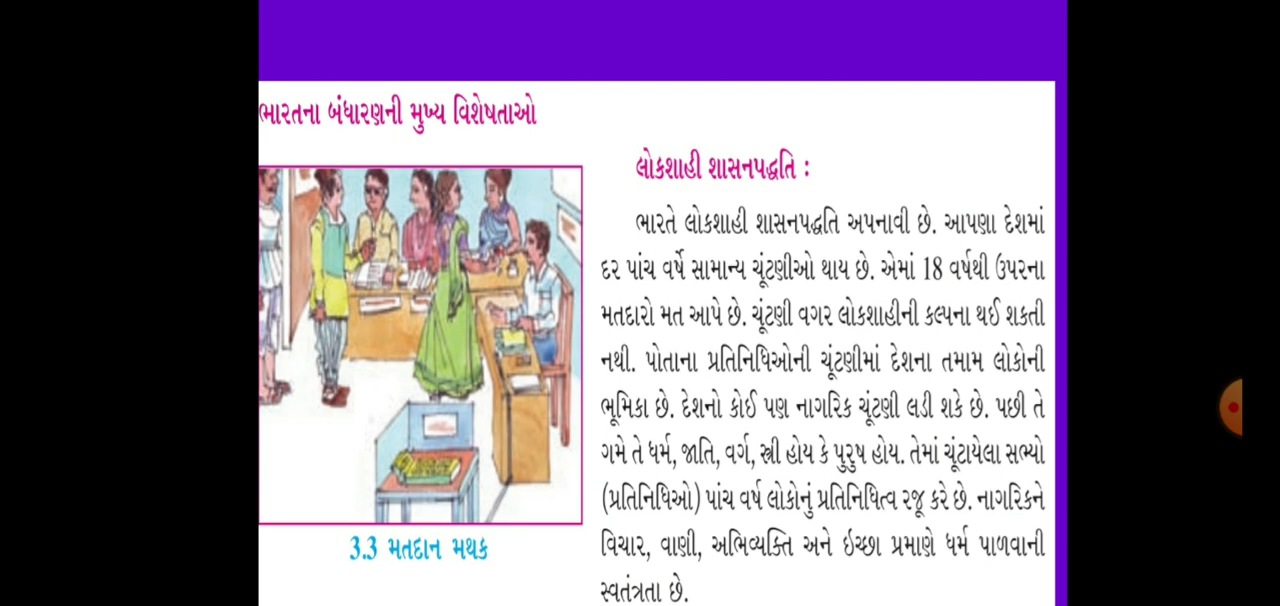 ભારતના બંધારણની મુખ્ય વિશેષતાઓ
લોકશાહી શાસનપદ્ધતિ :
ભારતે લોકશાહી શાસનપદ્ધતિ અપનાવી છે. આપણા દેશમાં
દર પાંચ વર્ષે સામાન્ય ચૂંટણીઓ થાય છે. એમાં 18 વર્ષથી ઉપરના
મતદારો મત આપે છે. ચૂંટણી વગર લોકશાહીની કલ્પના થઈ શકતી
નથી. પોતાના પ્રતિનિધિઓની ચૂંટણીમાં દેશના તમામ લોકોની
ભૂમિકા છે. દેશનો કોઈ પણ નાગરિક ચૂંટણી લડી શકે છે. પછી તે
ગમે તે ધર્મ, જાતિ, વર્ગ, સ્ત્રી હોય કે પુરુષ હોય. તેમાં ચૂંટાયેલા સભ્યો
(પ્રતિનિધિઓ) પાંચ વર્ષ લોકોનું પ્રતિનિધિત્વ રજૂ કરે છે. નાગરિકને
વિચાર, વાણી, અભિવ્યક્તિ અને ઇચ્છા પ્રમાણે ધર્મ પાળવાની
સ્વતંત્રતા છે.
3.3 મતદાન મથક